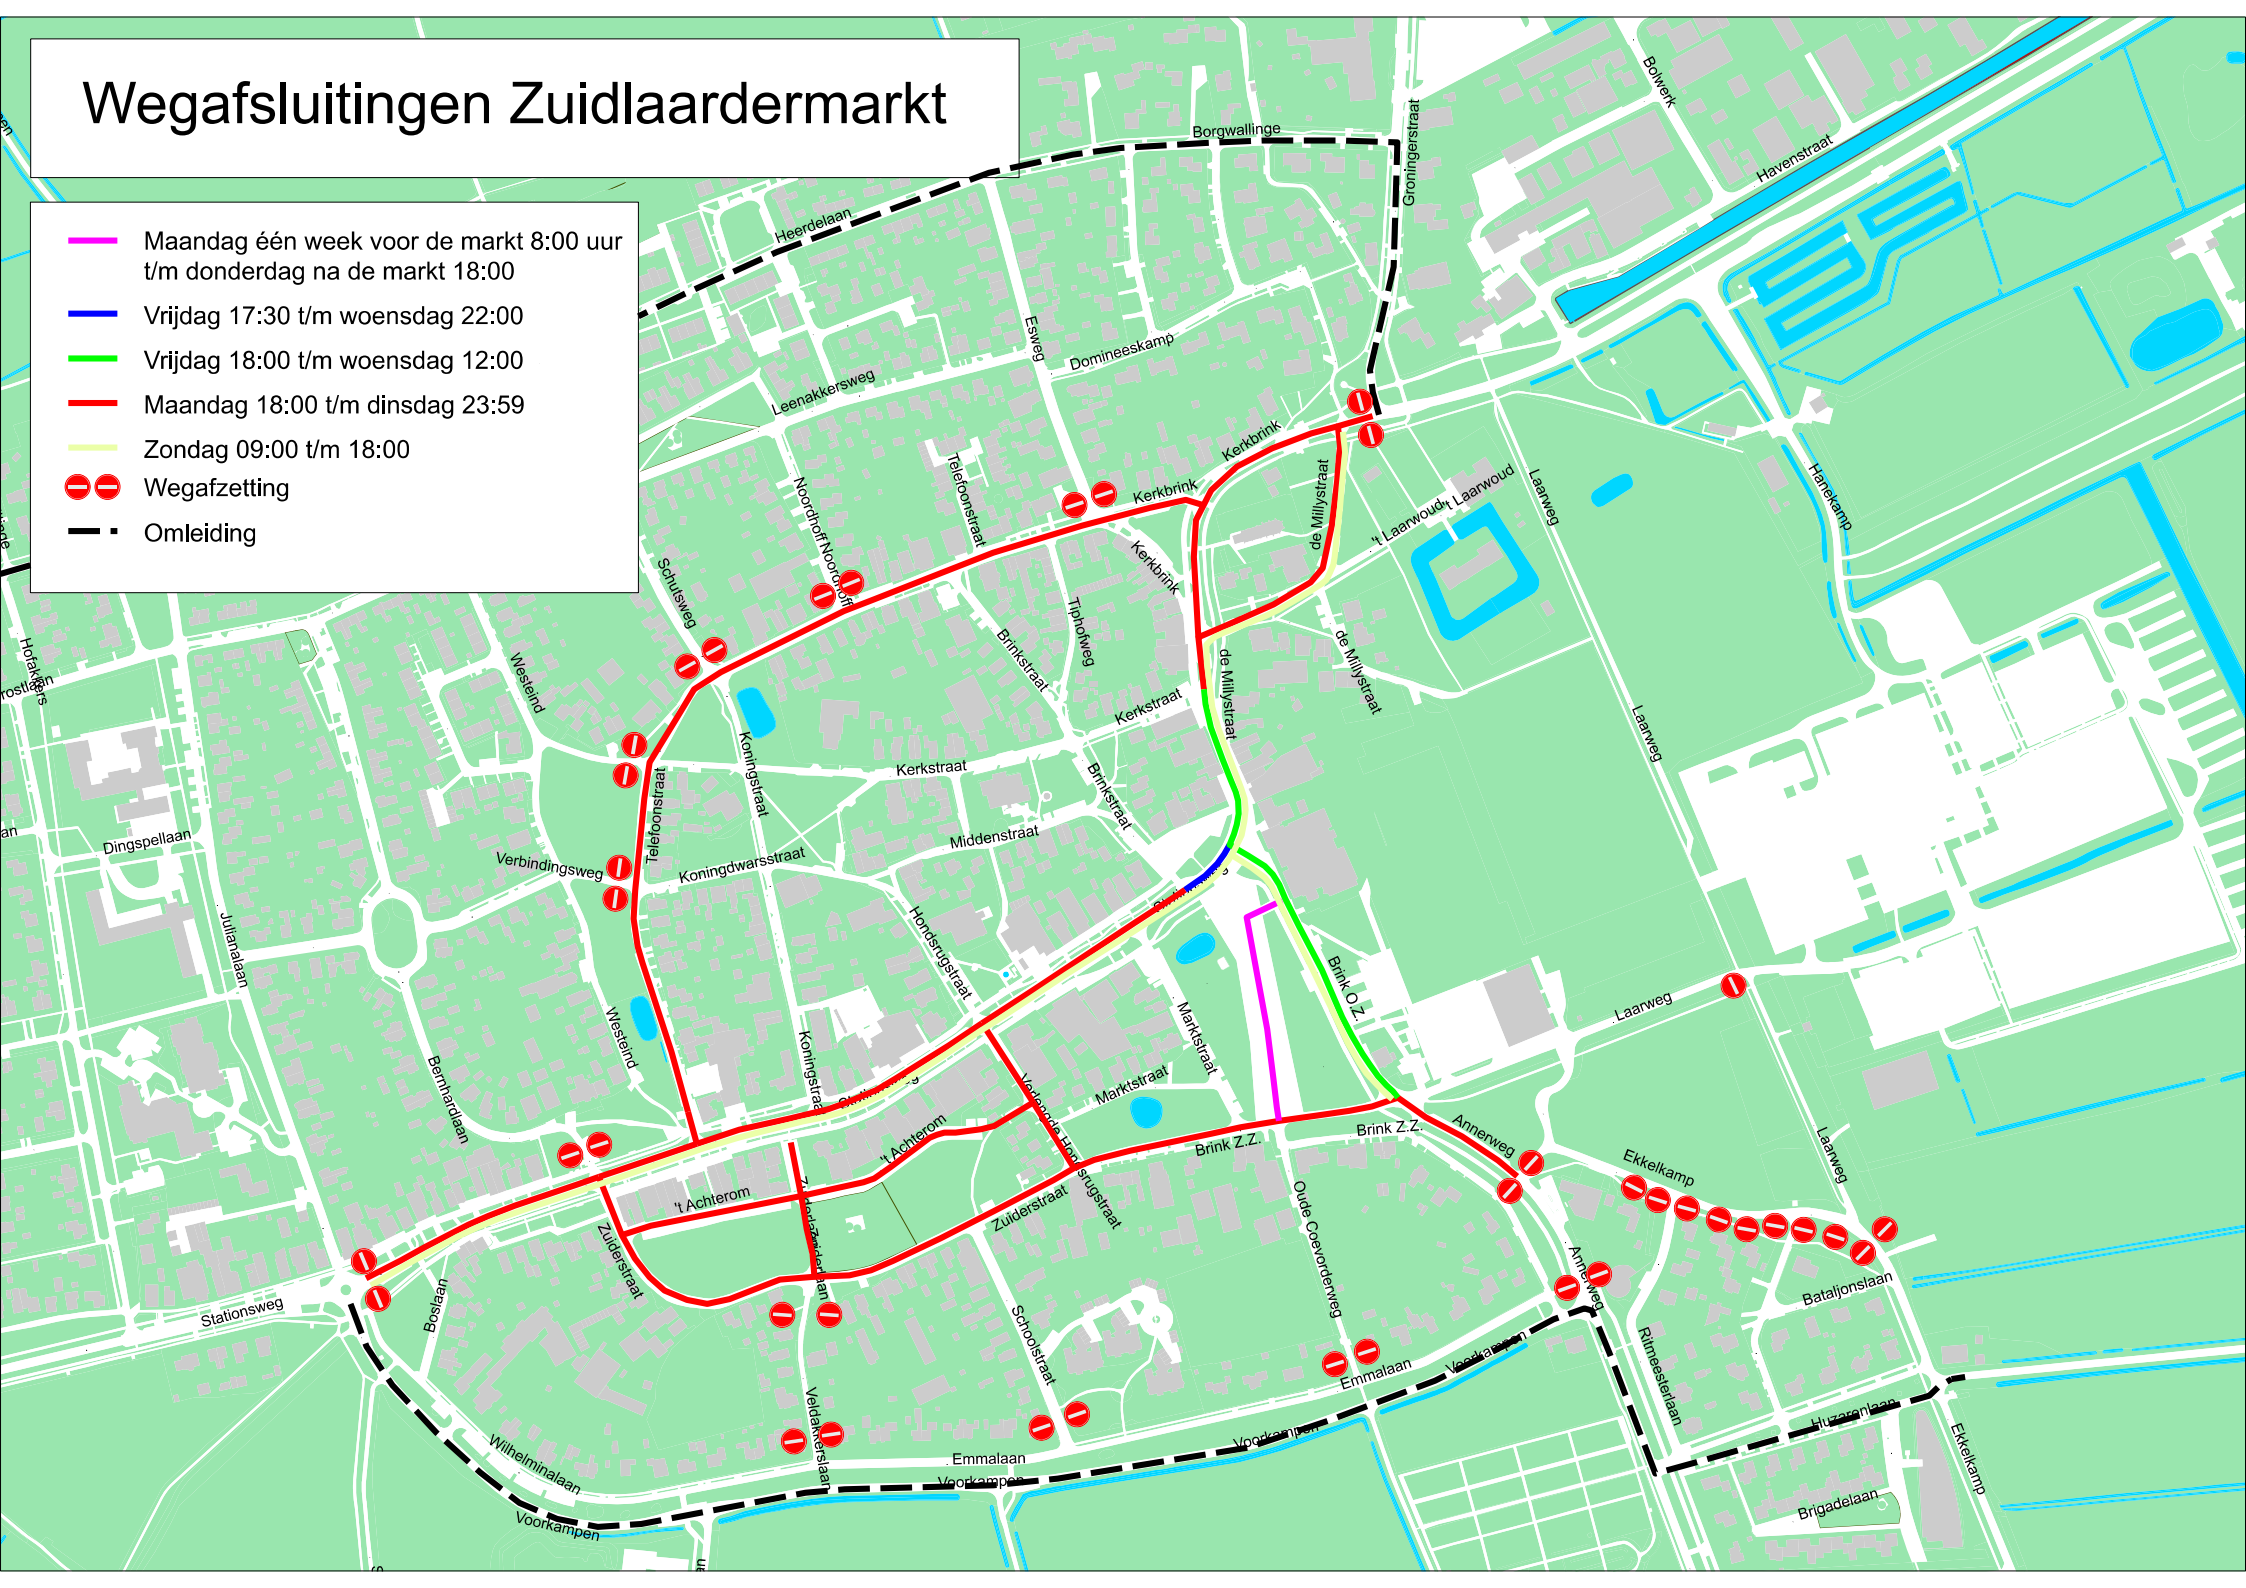 Wegafsluitingen Zuidlaardermarkt
Maandag één week voor de markt 8:00 uur
t/m donderdag na de markt 18:00
Vrijdag 17:30 t/m woensdag 22:00
Vrijdag 18:00 t/m woensdag 12:00
Maandag 18:00 t/m dinsdag 23:59
Zondag 09:00 t/m 18:00
Wegafzetting
Omleiding
Borgwallinge
Groningerstraat
Bolwerk
Havenstraat
Heerdelaan
Esweg
Domineeskamp
Leenakkersweg
Kerkbrink
Kerkbrink
Kerkbrink
Telefoonstraat
Noordhoff
Noordhoff
de Millystraat
't Laarwoud
't Laarwoud
Laarweg
Hanekamp
Schutsweg
Tiphofweg
Brinkstraat
de Millystraat
de Millystraat
Hofakkers
Westeind
Kerkstraat
Kerkstraat
Laarweg
Koningstraat
Brinkstraat
Telefoonstraat
Middenstraat
Dingspellaan
Verbindingsweg
Koningdwarsstraat
Julianalaan
Hondsrugstraat
Brink O.Z.
Marktstraat
Laarweg
Westeind
Koningstraat
Bernhardlaan
Marktstraat
Verlengde Hondsrugstraat
't Achterom
't Achterom
Brink Z.Z.
Brink Z.Z.
Annerweg
Ekkelkamp
Laarweg
Zuiderstraat
Zuiderstraat
Zuiderlaan
Oude Coevorderweg
Annerweg
Bataljonslaan
Stationsweg
Boslaan
Schoolstraat
Ritmeesterlaan
Emmalaan
Voorkampen
Veldakkerslaan
Huzarenlaan
Wilhelminalaan
Emmalaan
Voorkampen
Voorkampen
Voorkampen
Ekkelkamp
Brigadelaan